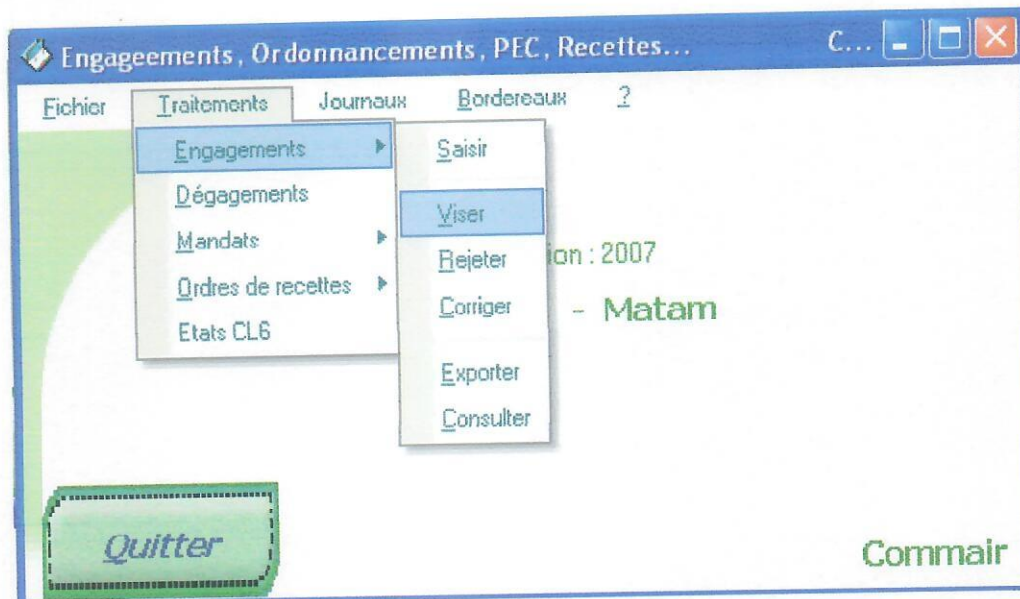 Engageements, Ordonnancements, PEC, Recettes... C...
Fichier Traitements Journaux Bordereaux ?
Engagements
Dégagements
Mandats
Ordres de recettes
Etats CL6
Saisir
Viser
Rejeter
Corriger
Exporter
Consulter
ion : 2007
- Matam
Quitter
Commair